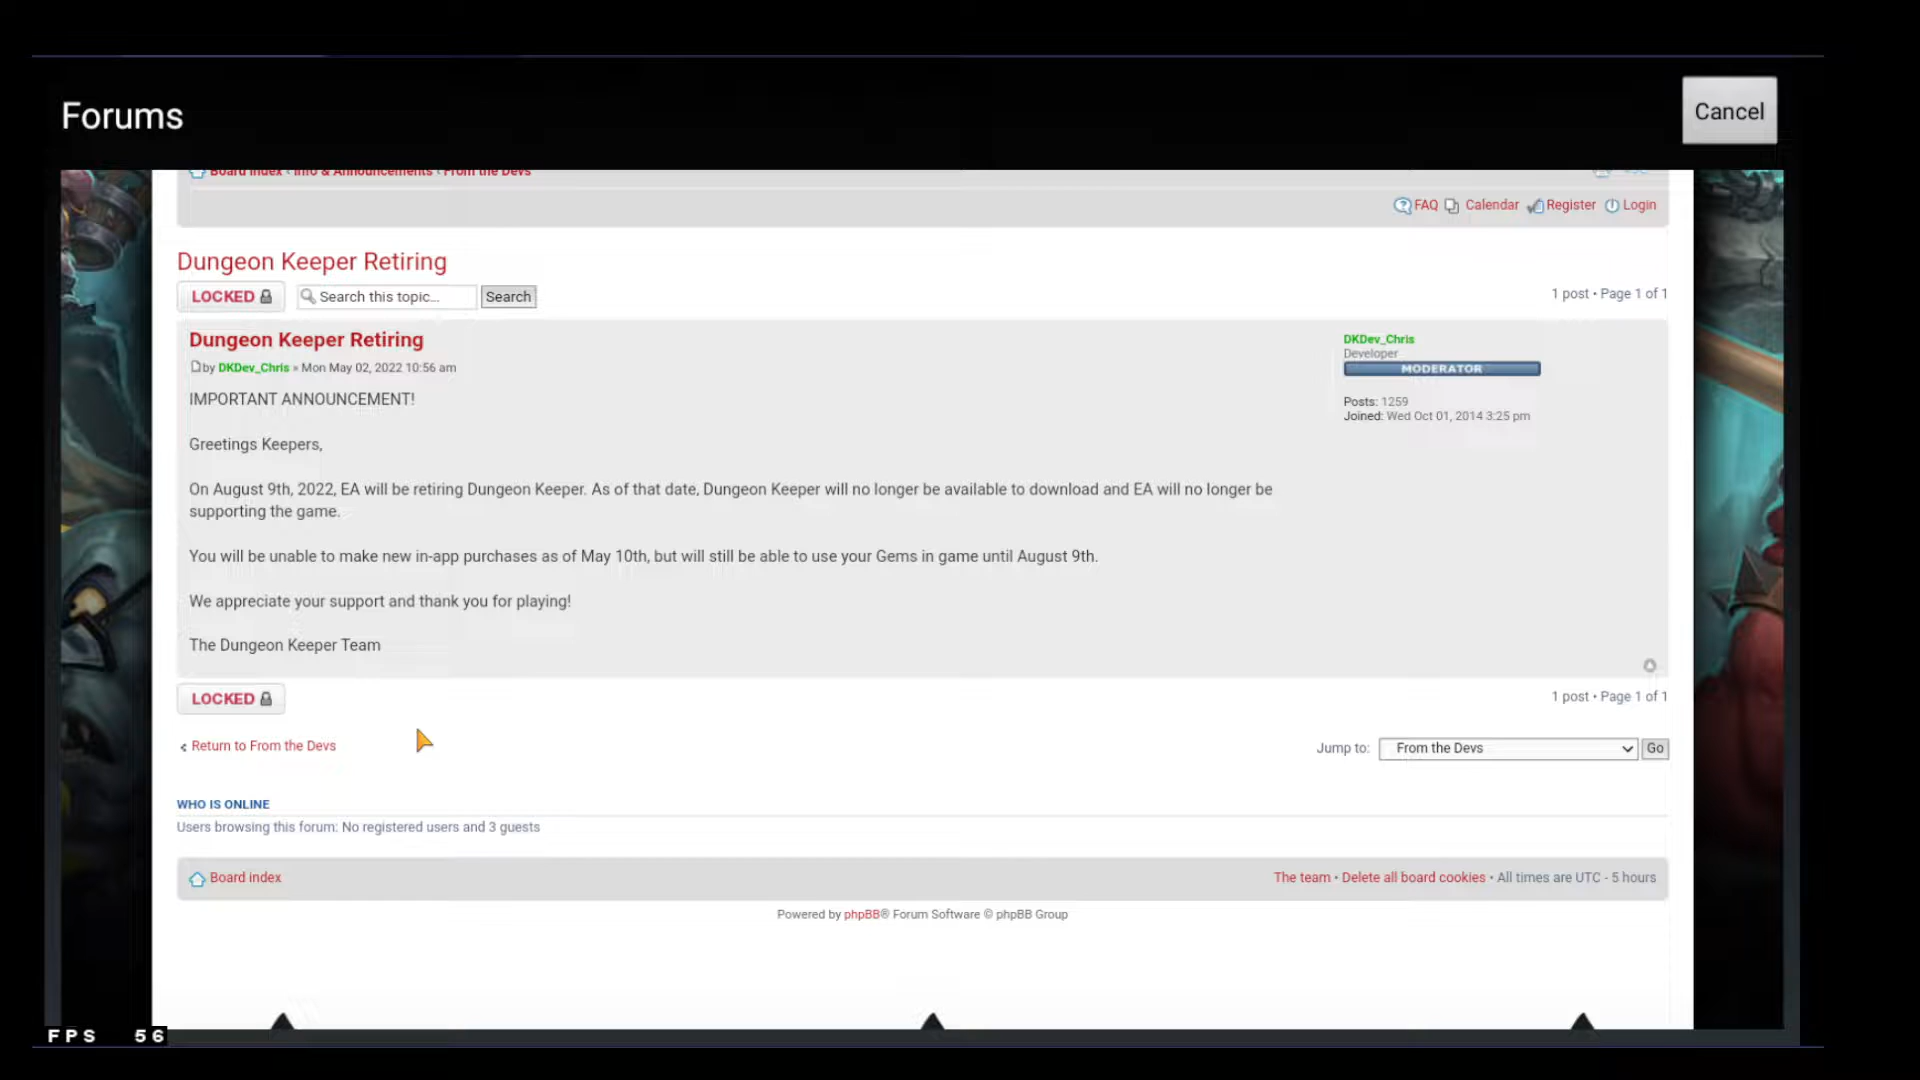 Forums
Cancel
Board index ‹ Info & Announcements ‹ From the Devs
FAQ Calendar Register Login
Dungeon Keeper Retiring
LOCKED Search this topic... Search 1 post • Page 1 of 1
Dungeon Keeper Retiring
by DKDev_Chris » Mon May 02, 2022 10:56 am
DKDev_Chris
Developer
MODERATOR
Posts: 1259
Joined: Wed Oct 01, 2014 3:25 pm
IMPORTANT ANNOUNCEMENT!
Greetings Keepers,
On August 9th, 2022, EA will be retiring Dungeon Keeper. As of that date, Dungeon Keeper will no longer be available to download and EA will no longer be
supporting the game.
You will be unable to make new in-app purchases as of May 10th, but will still be able to use your Gems in game until August 9th.
We appreciate your support and thank you for playing!
The Dungeon Keeper Team
LOCKED 1 post • Page 1 of 1
Return to From the Devs
Jump to: From the Devs Go
WHO IS ONLINE
Users browsing this forum: No registered users and 3 guests
Board index The team • Delete all board cookies • All times are UTC - 5 hours
Powered by phpBB® Forum Software © phpBB Group
FPS 56